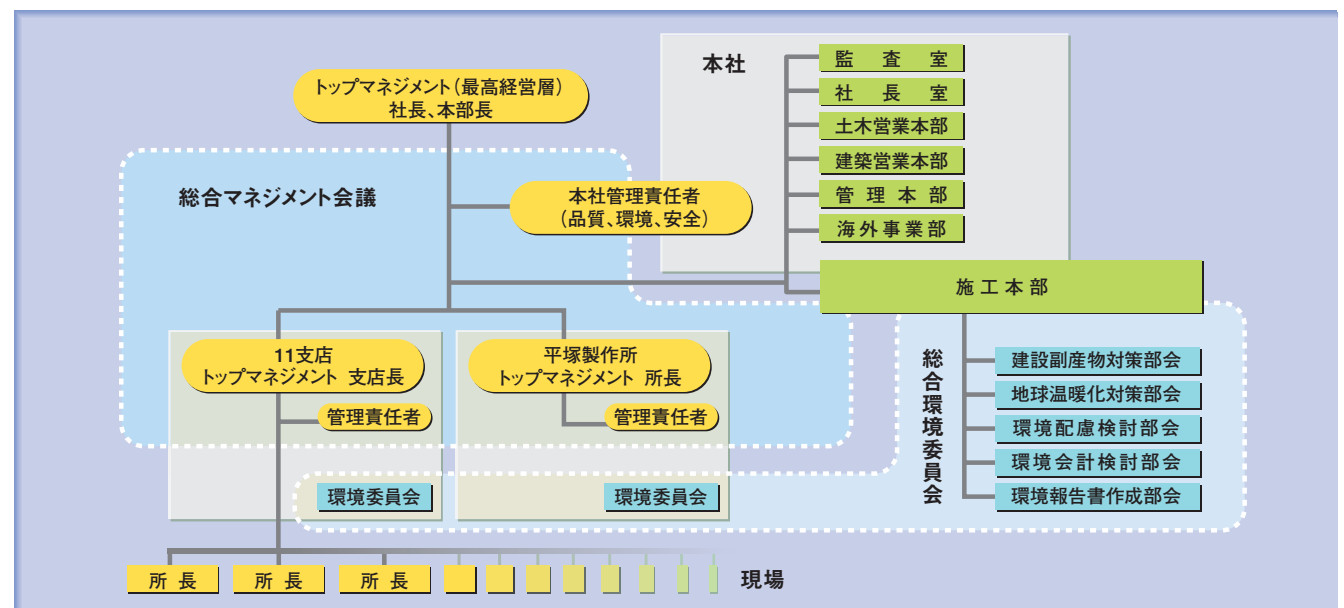 本社
監査室
社長室
土木営業本部
建築営業本部
管理本部
海外事業部
施工本部
トップマネジメント(最高経営層)
社長、本部長
総合マネジメント会議
本社管理責任者
(品質、環境、安全)
11支店
トップマネジメント 支店長
管理責任者
環境委員会
平塚製作所
トップマネジメント 所長
管理責任者
環境委員会
総合環境委員会
建設副産物対策部会
地球温暖化対策部会
環境配慮検討部会
環境会計検討部会
環境報告書作成部会
所長
所長
所長
現場